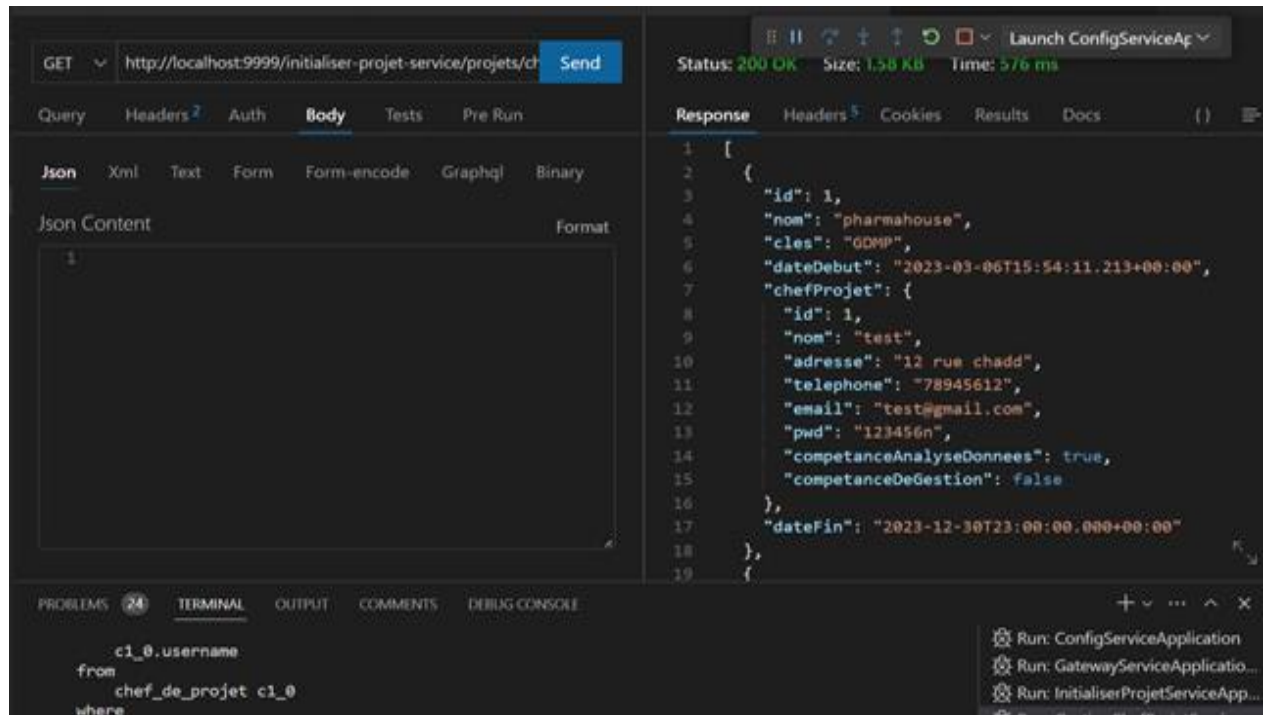 Launch ConfigServiceAp
GET http://localhost:9999/initialiser-projet-service/projets/ch Send
Status: 200 OK Size: 1.58 KB Time: 576 ms
Query Headers 2 Auth Body Tests Pre Run
Response Headers 5 Cookies Results Docs { }
Json Xml Text Form Form-encode Graphql Binary
Json Content Format
1
1 [
2 {
3 "id": 1,
4 "nom": "pharmahouse",
5 "cles": "GDMP",
6 "dateDebut": "2023-03-06T15:54:11.213+00:00",
7 "chefProjet": {
8 "id": 1,
9 "nom": "test",
10 "adresse": "12 rue chadd",
11 "telephone": "78945612",
12 "email": "test@gmail.com",
13 "pwd": "123456n",
14 "competanceAnalyseDonnees": true,
15 "competanceDeGestion": false
16 },
17 "dateFin": "2023-12-30T23:00:00.000+00:00"
18 },
19 {
PROBLEMS 24 TERMINAL OUTPUT COMMENTS DEBUG CONSOLE
c1_0.username
from
chef_de_projet c1_0
where
Run: ConfigServiceApplication
Run: GatewayServiceApplicatio...
Run: InitialiserProjetServiceApp...